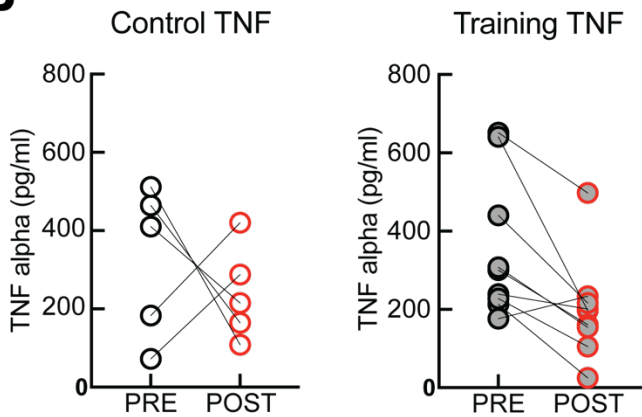 Control TNF
TNF alpha (pg/ml)
800
600
400
200
0
PRE POST
Training TNF
TNF alpha (pg/ml)
800
600
400
200
0
PRE POST